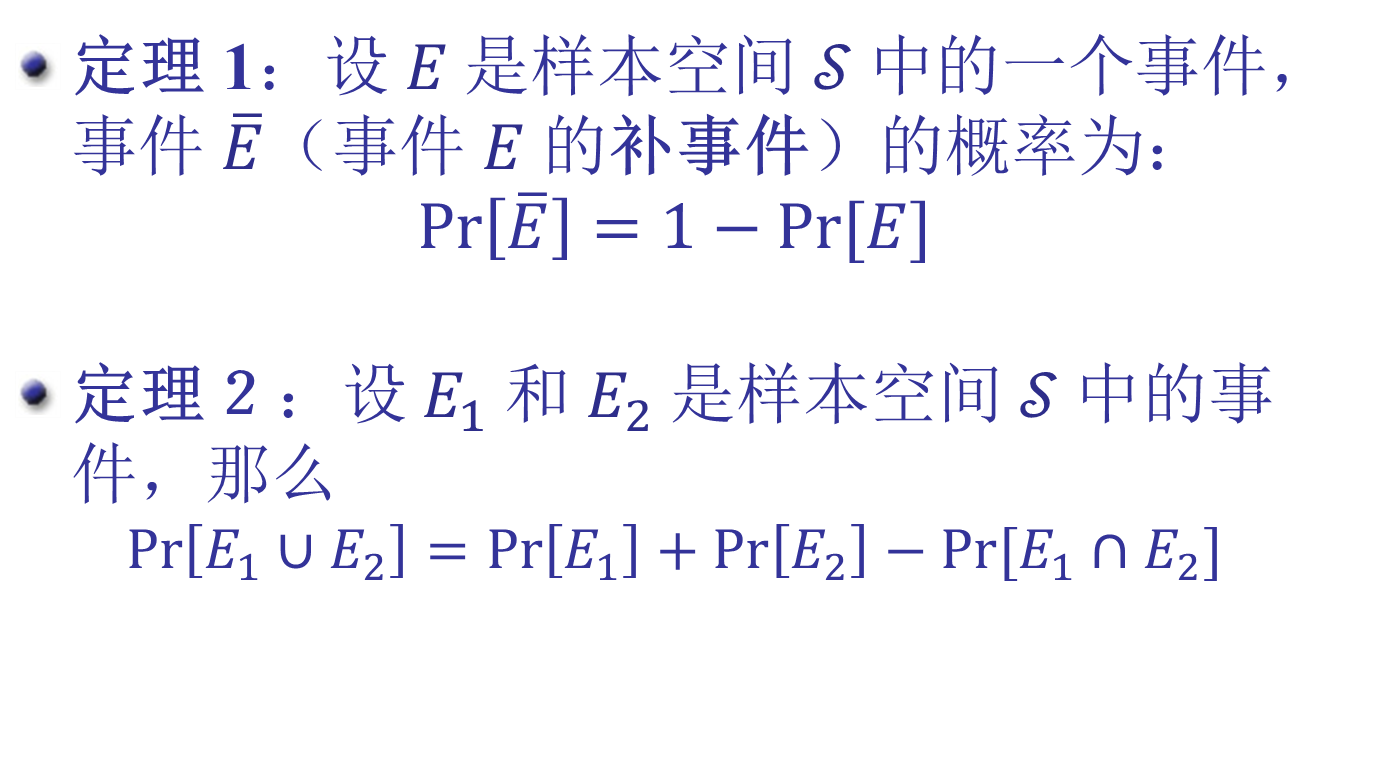 定理 1：设 E 是样本空间 𝒮 中的一个事件，
事件 E̅（事件 E 的补事件）的概率为：
Pr[E̅] = 1 − Pr[E]
定理 2 ：设 E₁ 和 E₂ 是样本空间 𝒮 中的事
件，那么
Pr[E₁ ∪ E₂] = Pr[E₁] + Pr[E₂] − Pr[E₁ ∩ E₂]